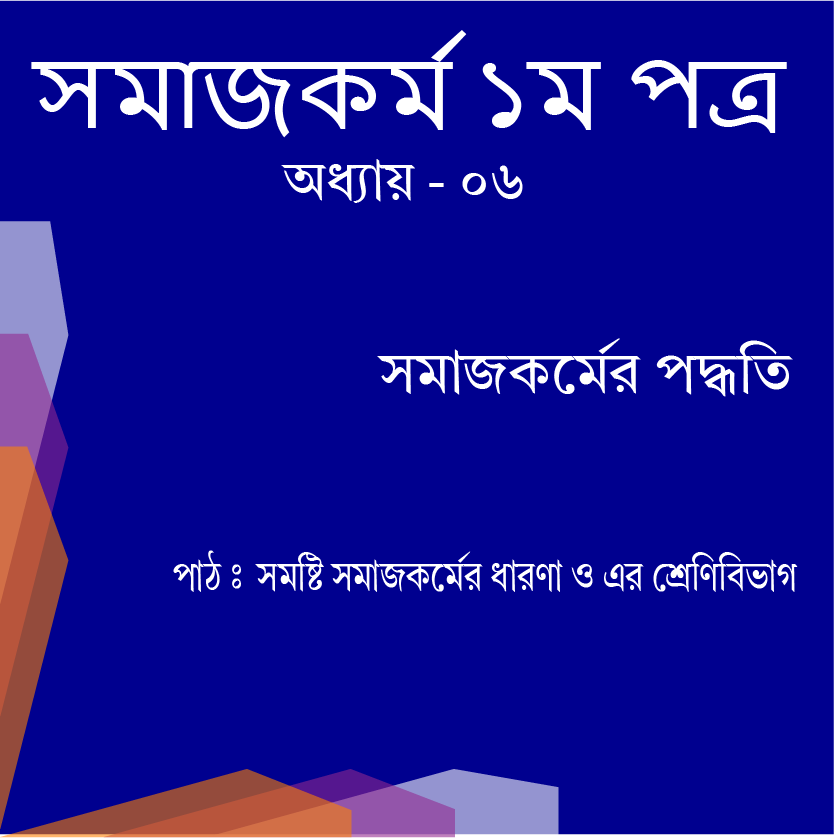 সমাজকর্ম ১ম পত্র
অধ্যায় - ০৬
সমাজকর্মের পদ্ধতি
পাঠ ঃ সমষ্টি সমাজকর্মের ধারণা ও এর শ্রেণিবিভাগ